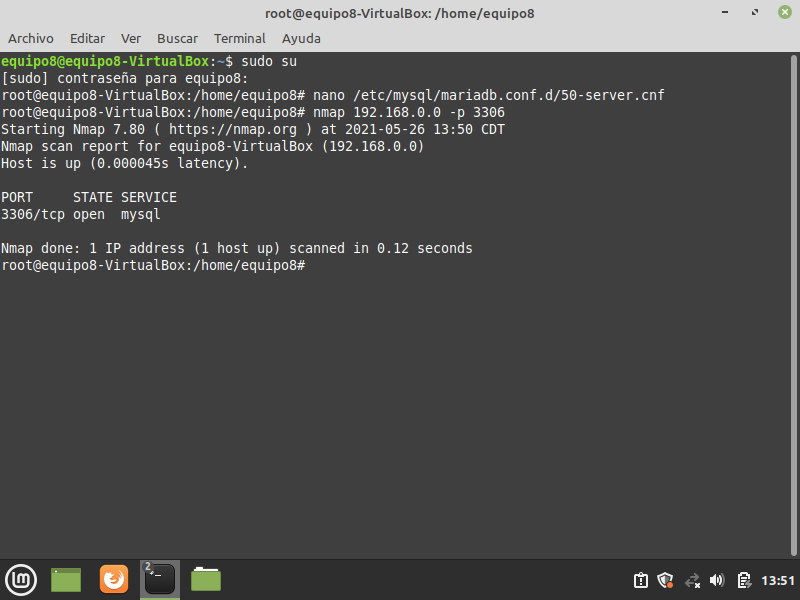 root@equipo8-VirtualBox: /home/equipo8
Archivo Editar Ver Buscar Terminal Ayuda
equipo8@equipo8-VirtualBox:~$ sudo su
[sudo] contraseña para equipo8:
root@equipo8-VirtualBox:/home/equipo8# nano /etc/mysql/mariadb.conf.d/50-server.cnf
root@equipo8-VirtualBox:/home/equipo8# nmap 192.168.0.0 -p 3306
Starting Nmap 7.80 ( https://nmap.org ) at 2021-05-26 13:50 CDT
Nmap scan report for equipo8-VirtualBox (192.168.0.0)
Host is up (0.000045s latency).
PORT     STATE SERVICE
3306/tcp open  mysql
Nmap done: 1 IP address (1 host up) scanned in 0.12 seconds
root@equipo8-VirtualBox:/home/equipo8#
2
13:51